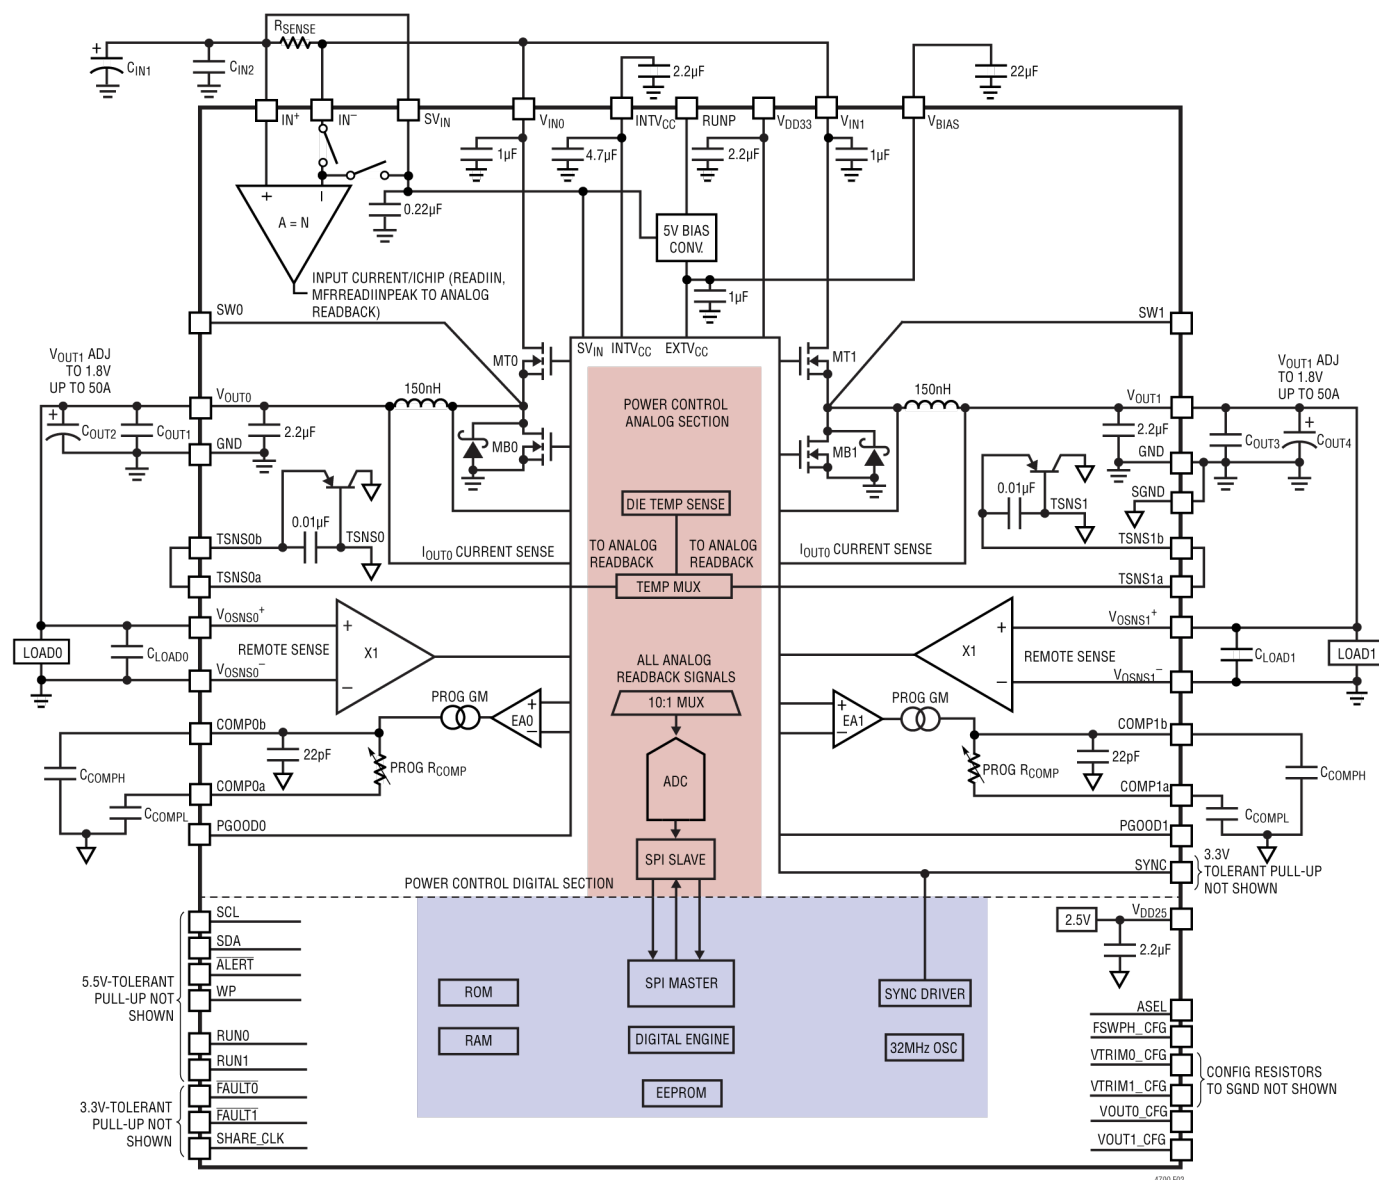 RSENSE
+
CIN1
CIN2
2.2µF
22µF
IN+
IN−
SVIN
VIN0
INTVCC
RUNP
VDD33
VIN1
VBIAS
1µF
4.7µF
2.2µF
1µF
+
−
A = N
0.22µF
5V BIAS
CONV.
1µF
INPUT CURRENT/ICHIP (READIIN,
MFRREADIINPEAK TO ANALOG
READBACK)
SW0
SW1
SVIN INTVCC EXTVCC
MT0
MT1
VOUT1 ADJ
TO 1.8V
UP TO 50A
VOUT1 ADJ
TO 1.8V
UP TO 50A
VOUT0
150nH
POWER CONTROL
ANALOG SECTION
150nH
VOUT1
+
COUT2
COUT1
2.2µF
GND
MB0
MB1
2.2µF
GND
COUT3
+
COUT4
SGND
DIE TEMP SENSE
0.01µF
TSNS0
0.01µF
TSNS1
TSNS0b
IOUT0 CURRENT SENSE
TO ANALOG
READBACK
TO ANALOG
READBACK
IOUT0 CURRENT SENSE
TSNS1b
TSNS0a
TEMP MUX
TSNS1a
VOSNS0+
+
X1
−
REMOTE SENSE
VOSNS0−
LOAD0
CLOAD0
VOSNS1+
+
X1
−
REMOTE SENSE
VOSNS1−
CLOAD1
LOAD1
ALL ANALOG
READBACK SIGNALS
10:1 MUX
PROG GM
EA0
+
−
PROG GM
EA1
+
−
COMP0b
22pF
PROG RCOMP
COMP0a
CCOMPH
CCOMPL
PGOOD0
ADC
COMP1b
22pF
PROG RCOMP
COMP1a
CCOMPH
CCOMPL
PGOOD1
SPI SLAVE
SYNC
3.3V
TOLERANT PULL-UP
NOT SHOWN
POWER CONTROL DIGITAL SECTION
SCL
SDA
ALERT
WP
RUN0
RUN1
5.5V-TOLERANT
PULL-UP NOT
SHOWN
FAULT0
FAULT1
SHARE_CLK
3.3V-TOLERANT
PULL-UP NOT
SHOWN
ROM
RAM
SPI MASTER
DIGITAL ENGINE
EEPROM
SYNC DRIVER
32MHz OSC
2.5V
VDD25
2.2µF
ASEL
FSWPH_CFG
VTRIM0_CFG
VTRIM1_CFG
VOUT0_CFG
VOUT1_CFG
CONFIG RESISTORS
TO SGND NOT SHOWN
4700 F02